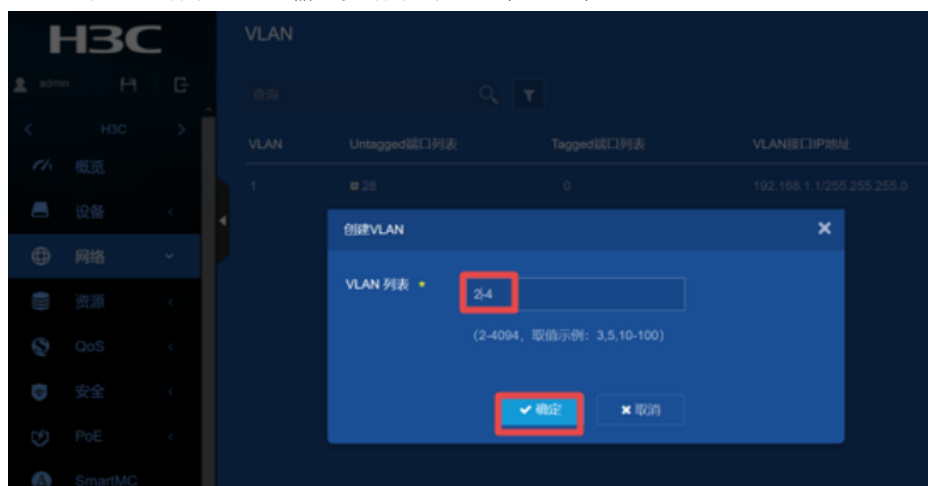 H3C
VLAN
admin
查询
H3C
VLAN
Untagged端口列表
Tagged端口列表
VLAN接口IP地址
概览
1
28
0
192.168.1.1/255.255.255.0
设备
创建VLAN
网络
VLAN 列表 *
2-4
资源
(2-4094，取值示例：3,5,10-100)
QoS
安全
确定
取消
PoE
SmartMC